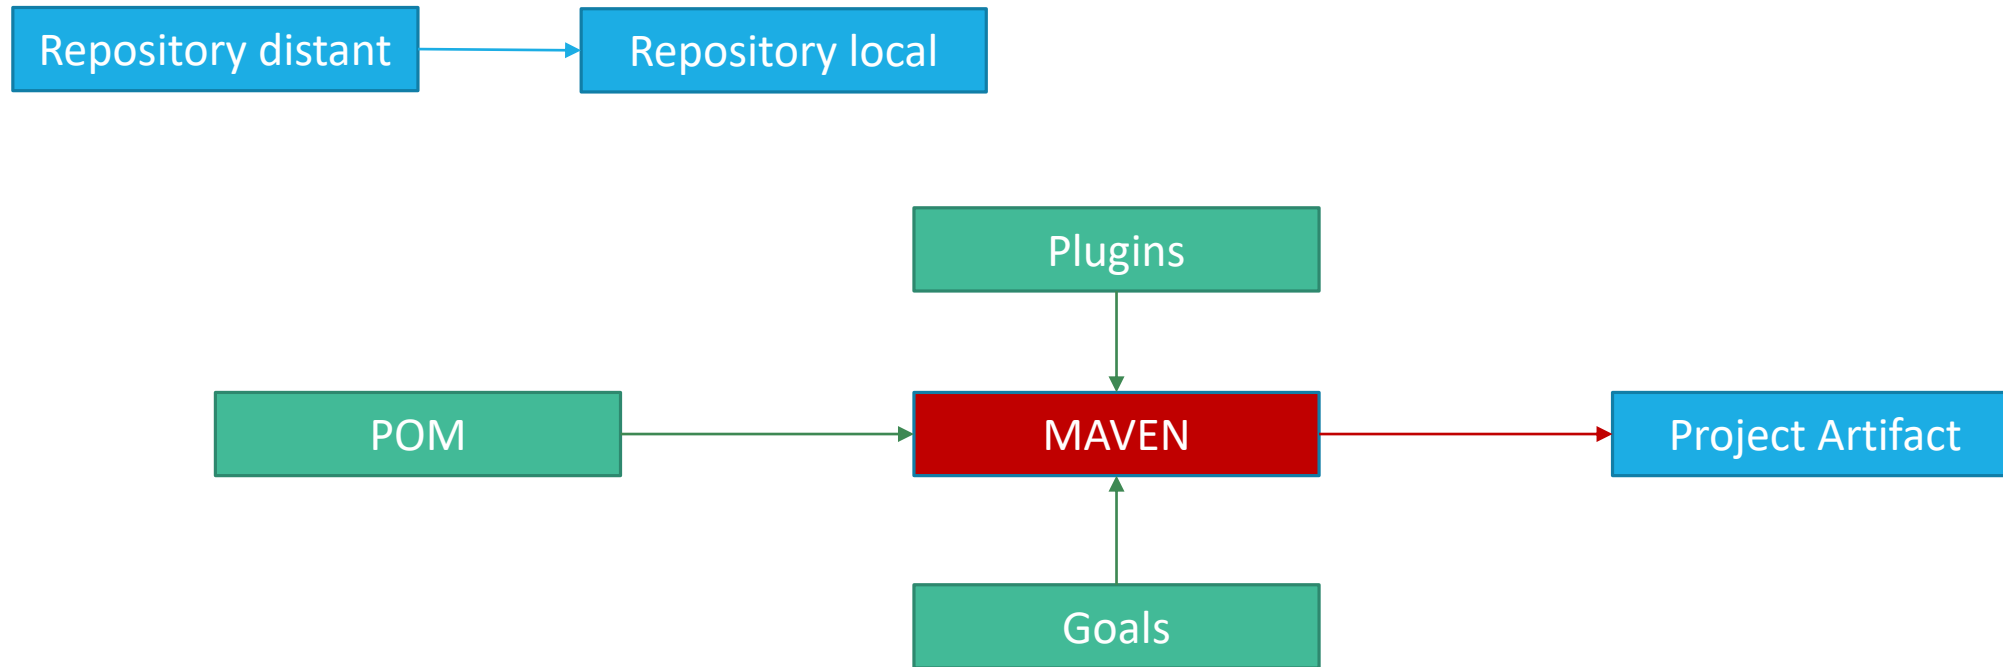 Repository distant
Repository local
Plugins
POM
MAVEN
Project Artifact
Goals